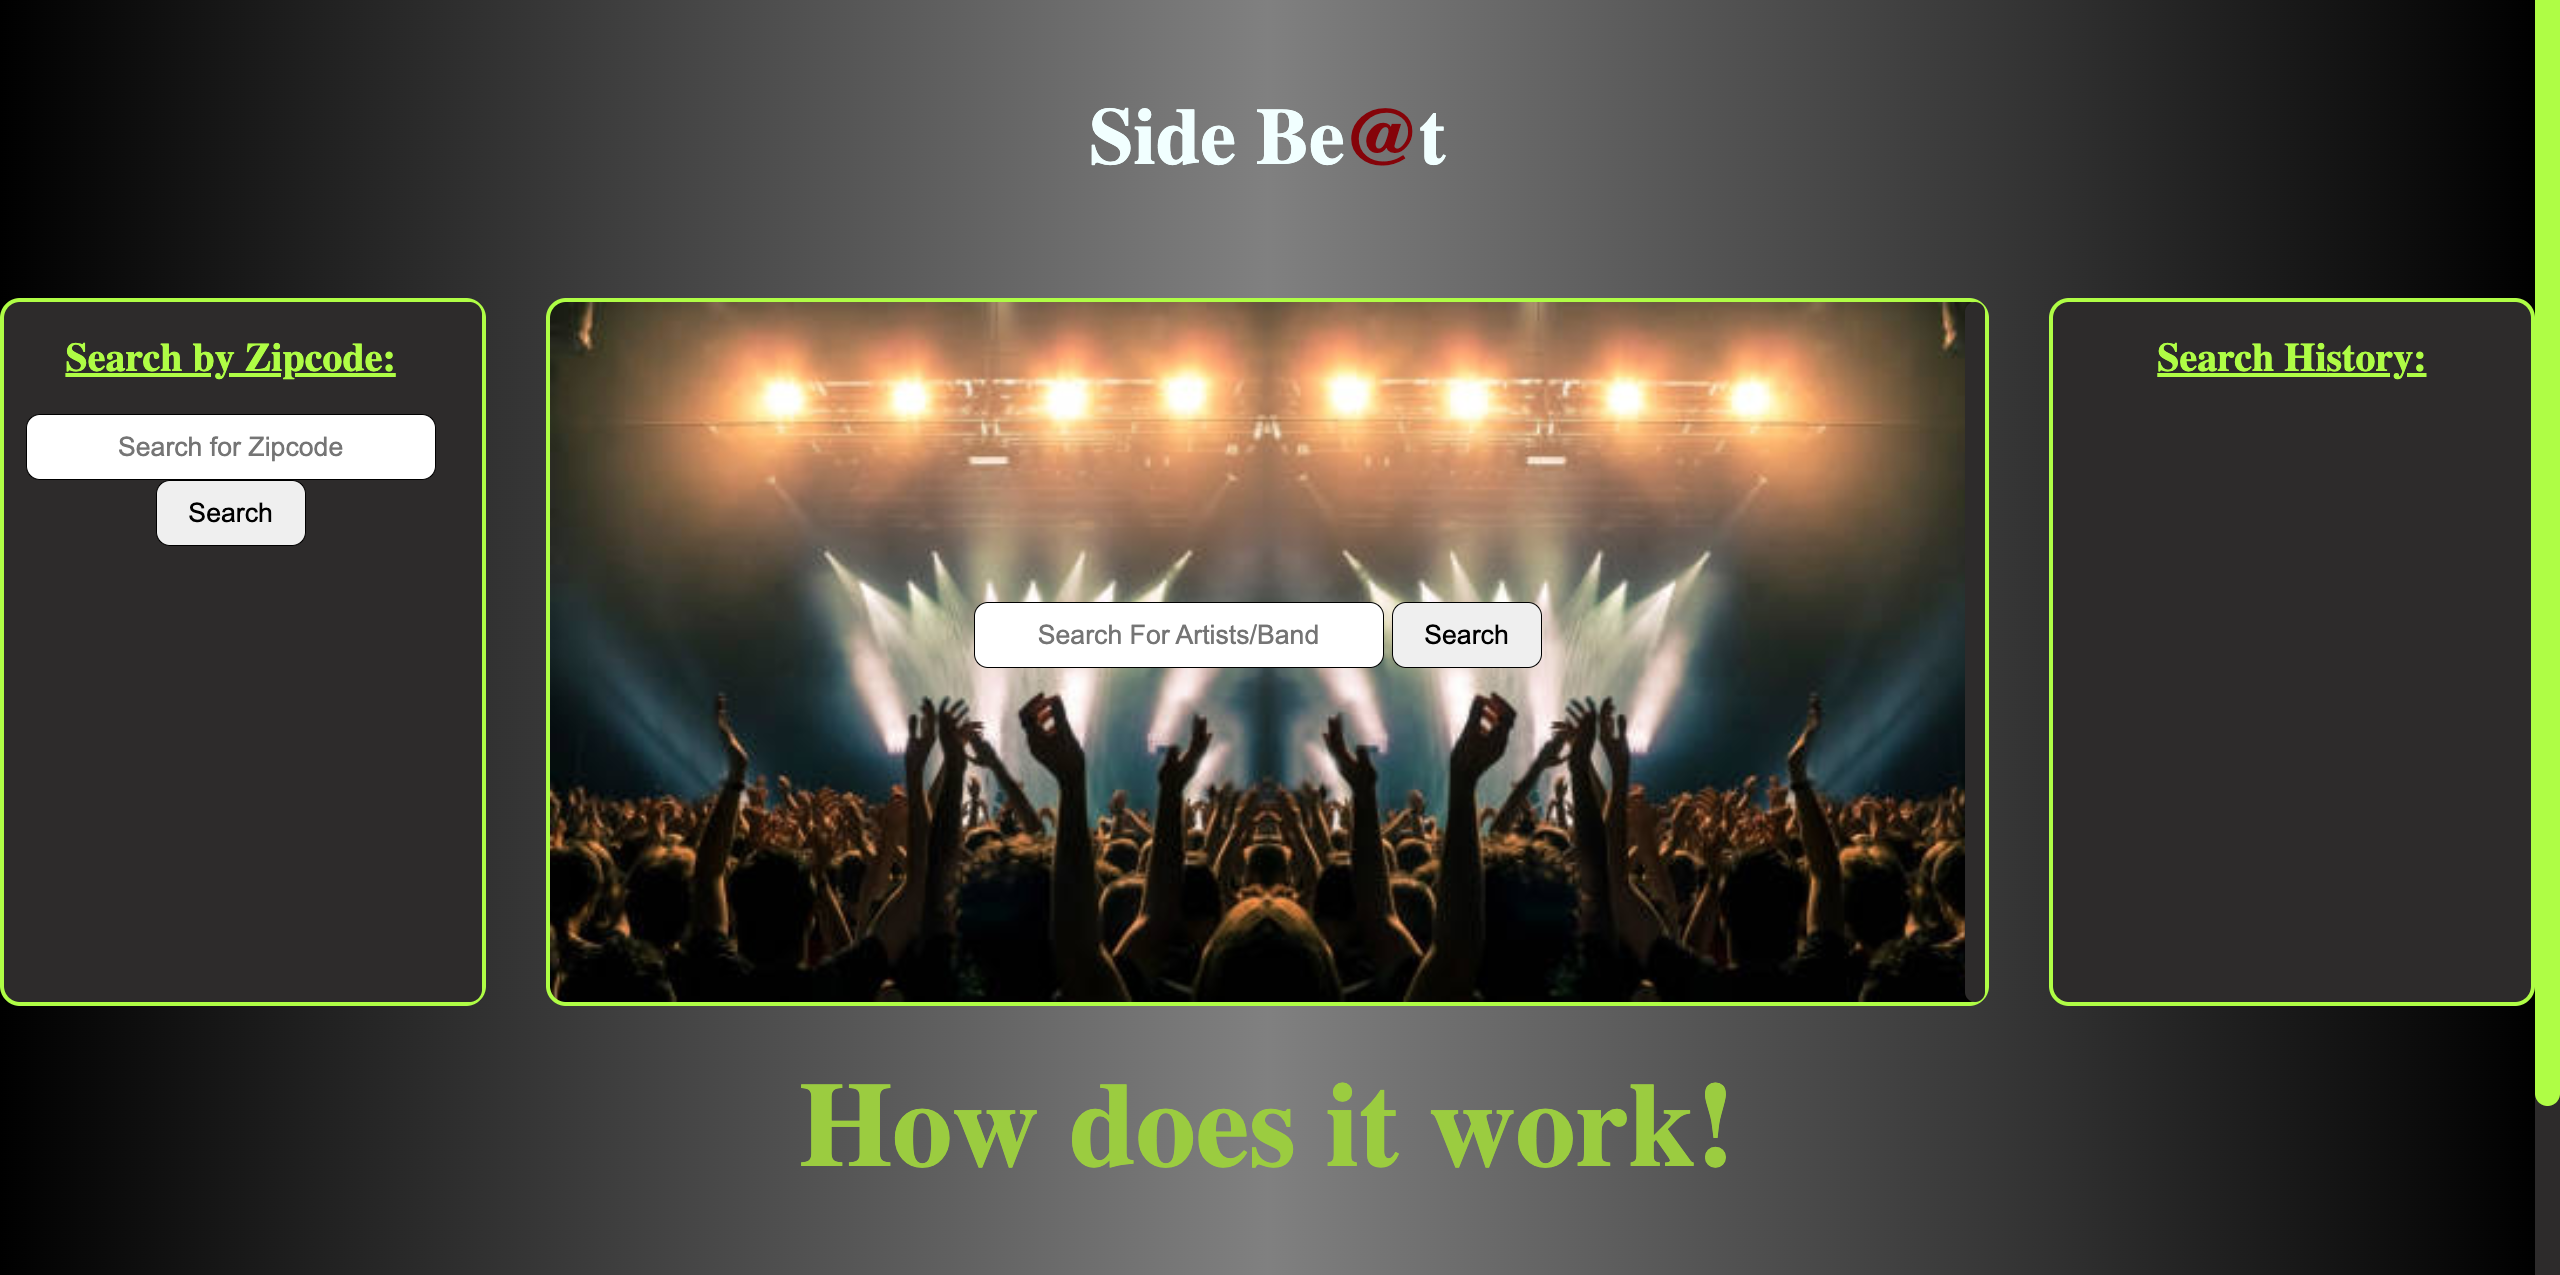 Side Be@t
Search by Zipcode:
Search for Zipcode
Search
Search For Artists/Band
Search
Search History:
How does it work!